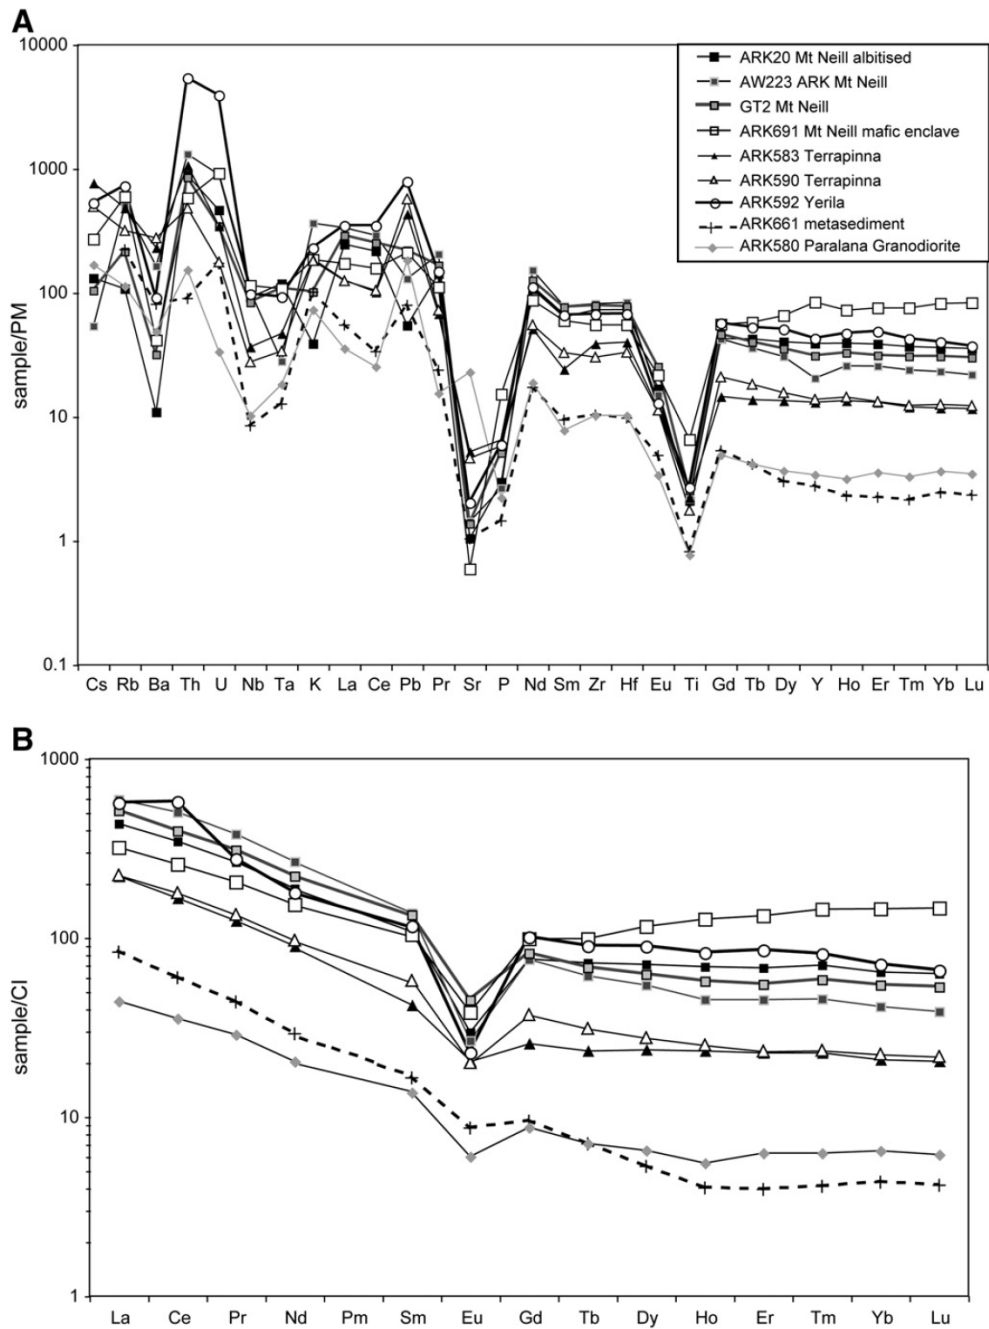 A
10000
1000
100
10
1
0.1
sample/PM
ARK20 Mt Neill albitised
AW223 ARK Mt Neill
GT2 Mt Neill
ARK691 Mt Neill mafic enclave
ARK583 Terrapinna
ARK590 Terrapinna
ARK592 Yerila
ARK661 metasediment
ARK580 Paralana Granodiorite
Cs Rb Ba Th U Nb Ta K La Ce Pb Pr Sr P Nd Sm Zr Hf Eu Ti Gd Tb Dy Y Ho Er Tm Yb Lu
B
1000
100
10
1
sample/CI
La Ce Pr Nd Pm Sm Eu Gd Tb Dy Ho Er Tm Yb Lu